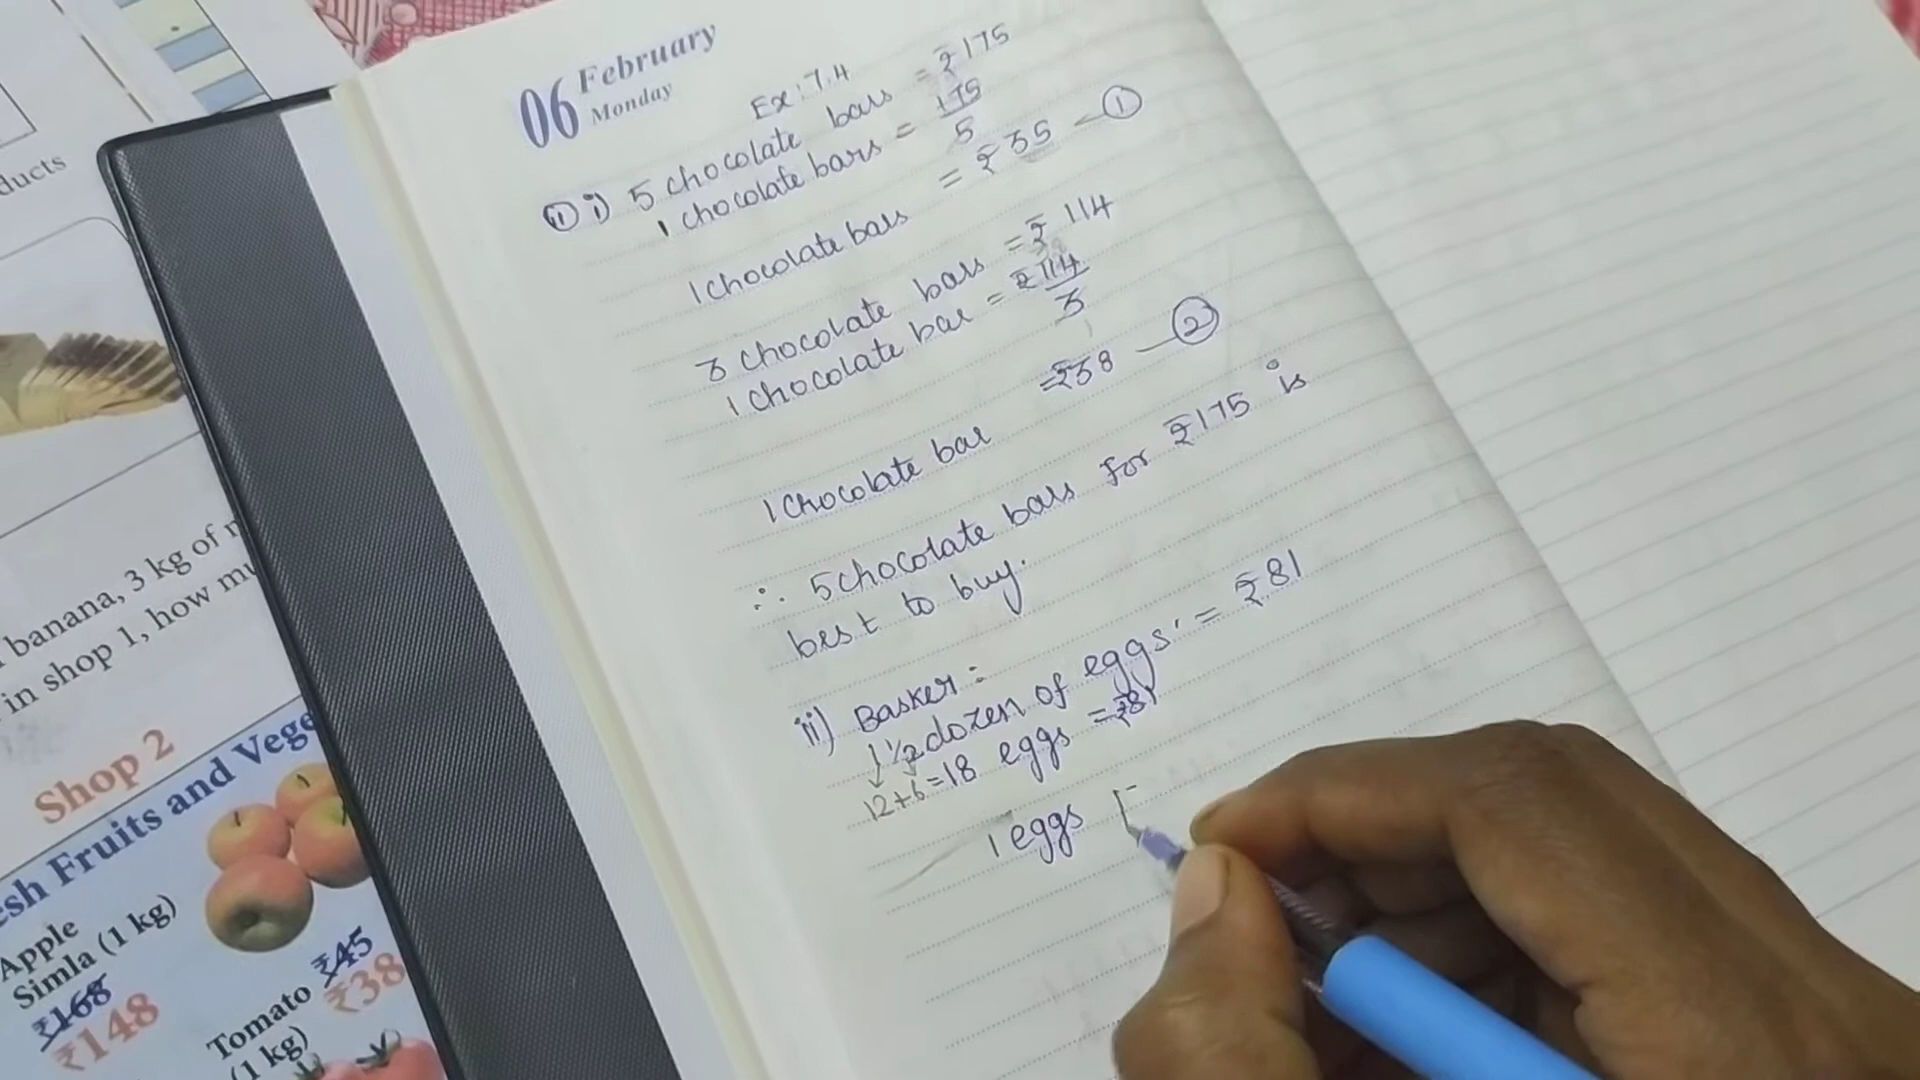 06 February
Monday
Ex: 7.4
① i) 5 chocolate bars = ₹175
1 chocolate bars = 175/5
1 chocolate bars = ₹ 35 — ①
3 chocolate bars = ₹ 114
1 chocolate bar = ₹ 114/3
1 chocolate bar = ₹38 — ②
∴ 5 chocolate bars for ₹175 is
best to buy.
ii) Basker :
1 1/2 dozen of eggs = ₹ 81
12+6 = 18 eggs = ₹81
1 eggs
ducts
banana, 3 kg of
in shop 1, how
Shop 2
Fruits and
Apple
Simla (1 kg)
₹168
₹148
Tomato
(1 kg)
₹45
₹38